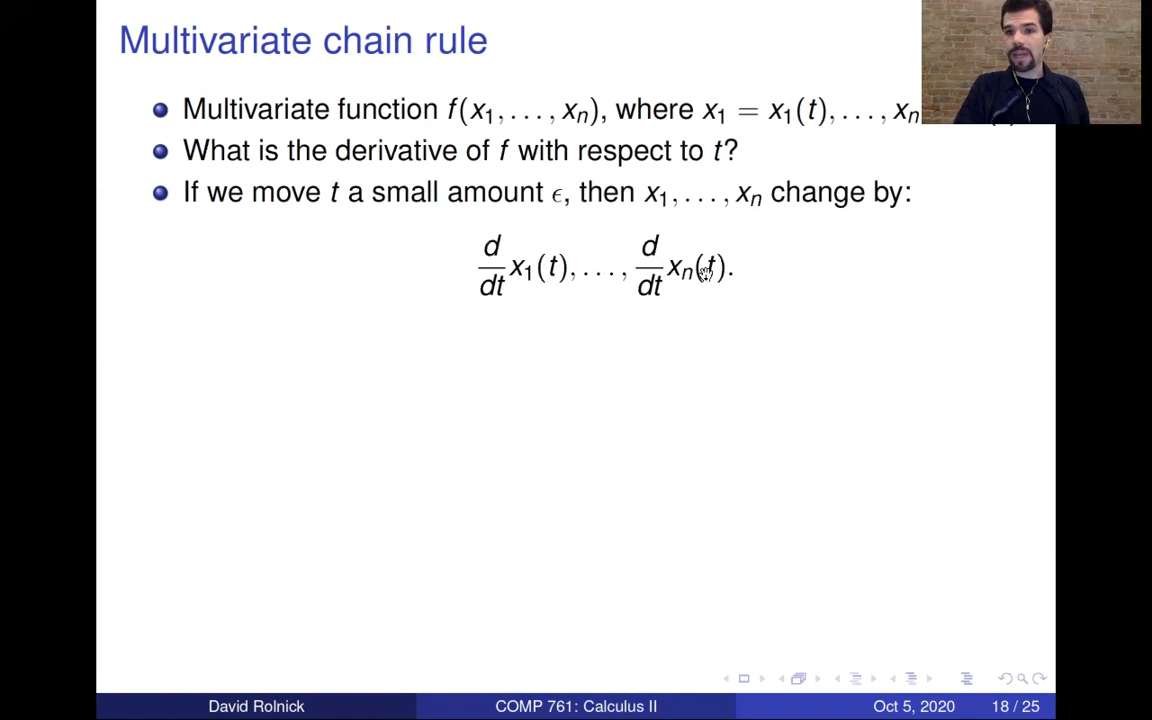 Multivariate chain rule
Multivariate function f(x₁, . . . , xₙ), where x₁ = x₁(t), . . . , xₙ
What is the derivative of f with respect to t?
If we move t a small amount ϵ, then x₁, . . . , xₙ change by:
d/dt x₁(t), . . . , d/dt xₙ(t).
David Rolnick COMP 761: Calculus II Oct 5, 2020 18 / 25